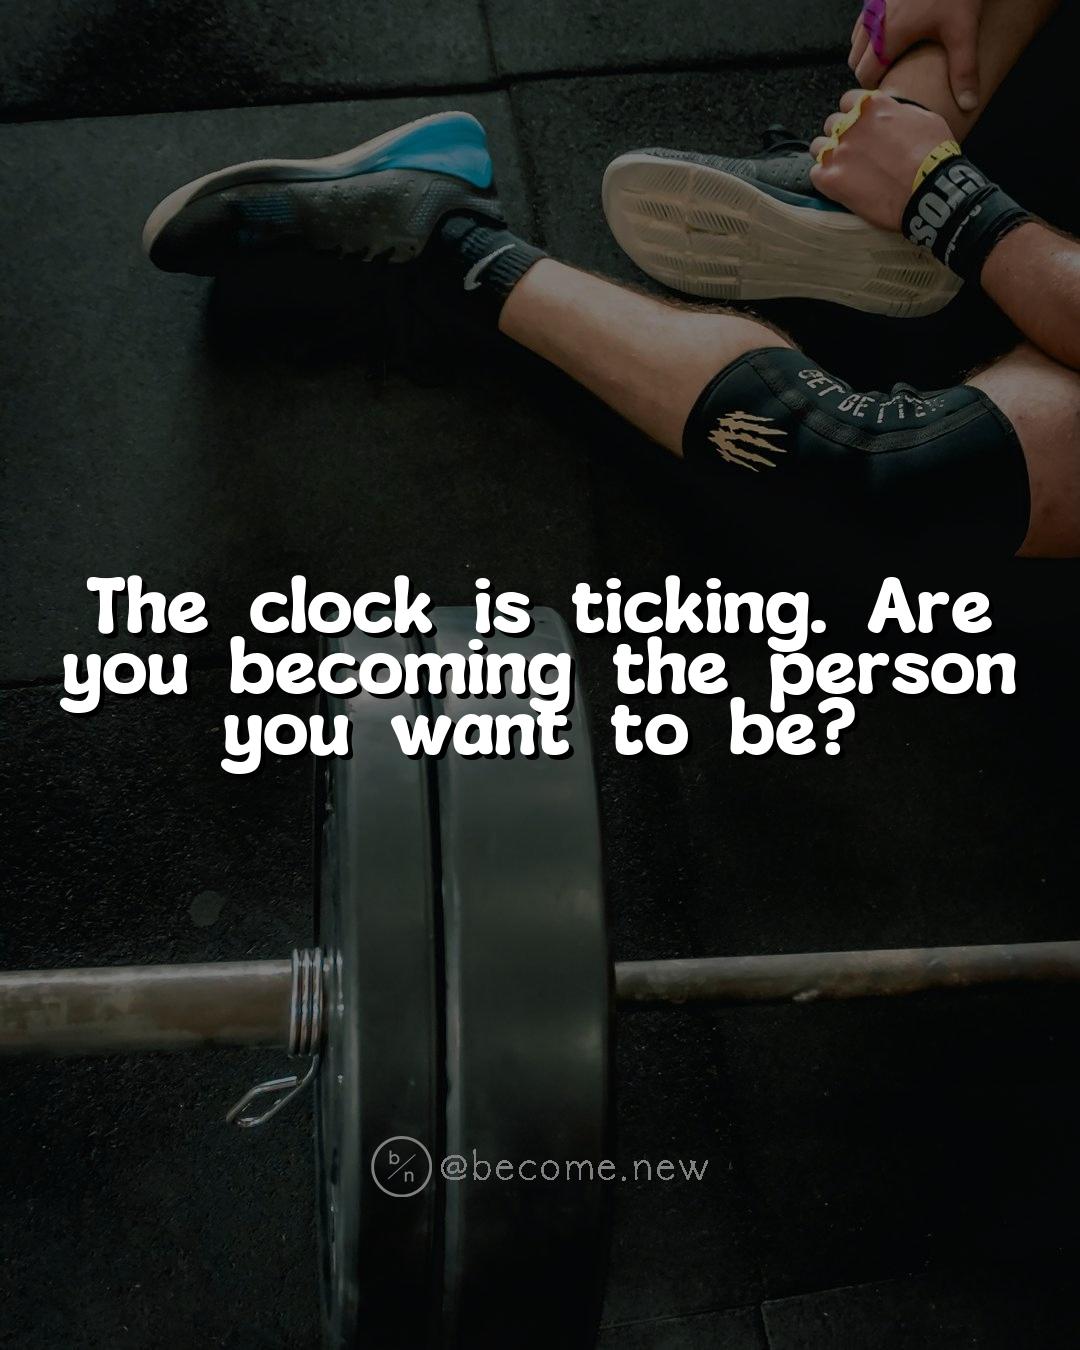 GET BETTER
The clock is ticking. Are
you becoming the person
you want to be?
b/n @become.new